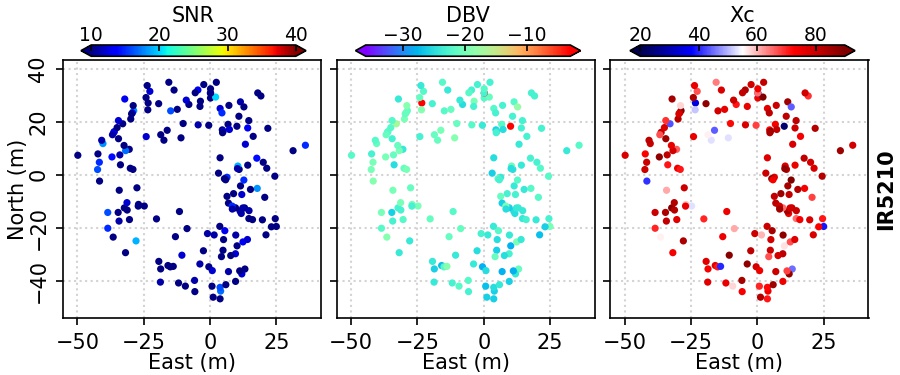 SNR DBV Xc
10 20 30 40 −30 −20 −10 20 40 60 80
40
20
0
−20
−40
North (m)
−50 −25 0 25 −50 −25 0 25 −50 −25 0 25
East (m) East (m) East (m)
IR5210